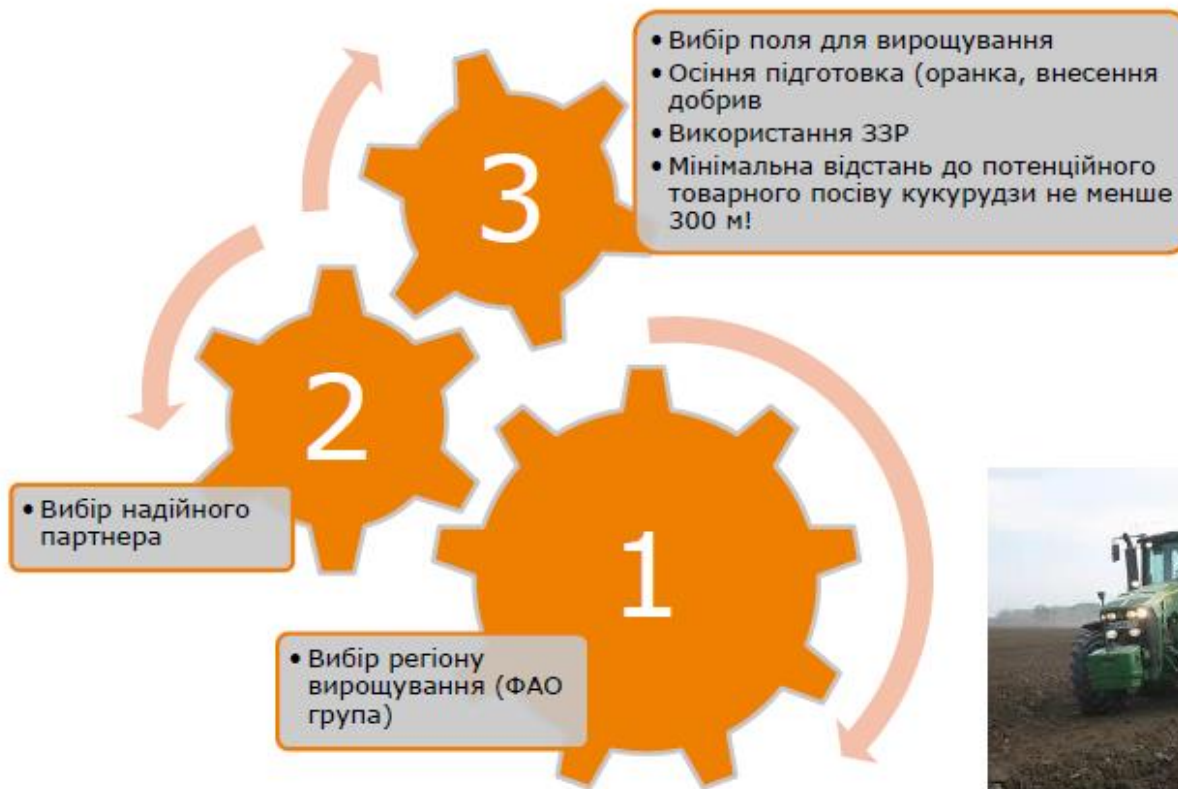 3
• Вибір поля для вирощування
• Осіння підготовка (оранка, внесення
добрив
• Використання ЗЗР
• Мінімальна відстань до потенційного
товарного посіву кукурудзи не менше
300 м!
2
• Вибір надійного
партнера
1
• Вибір регіону
вирощування (ФАО
група)